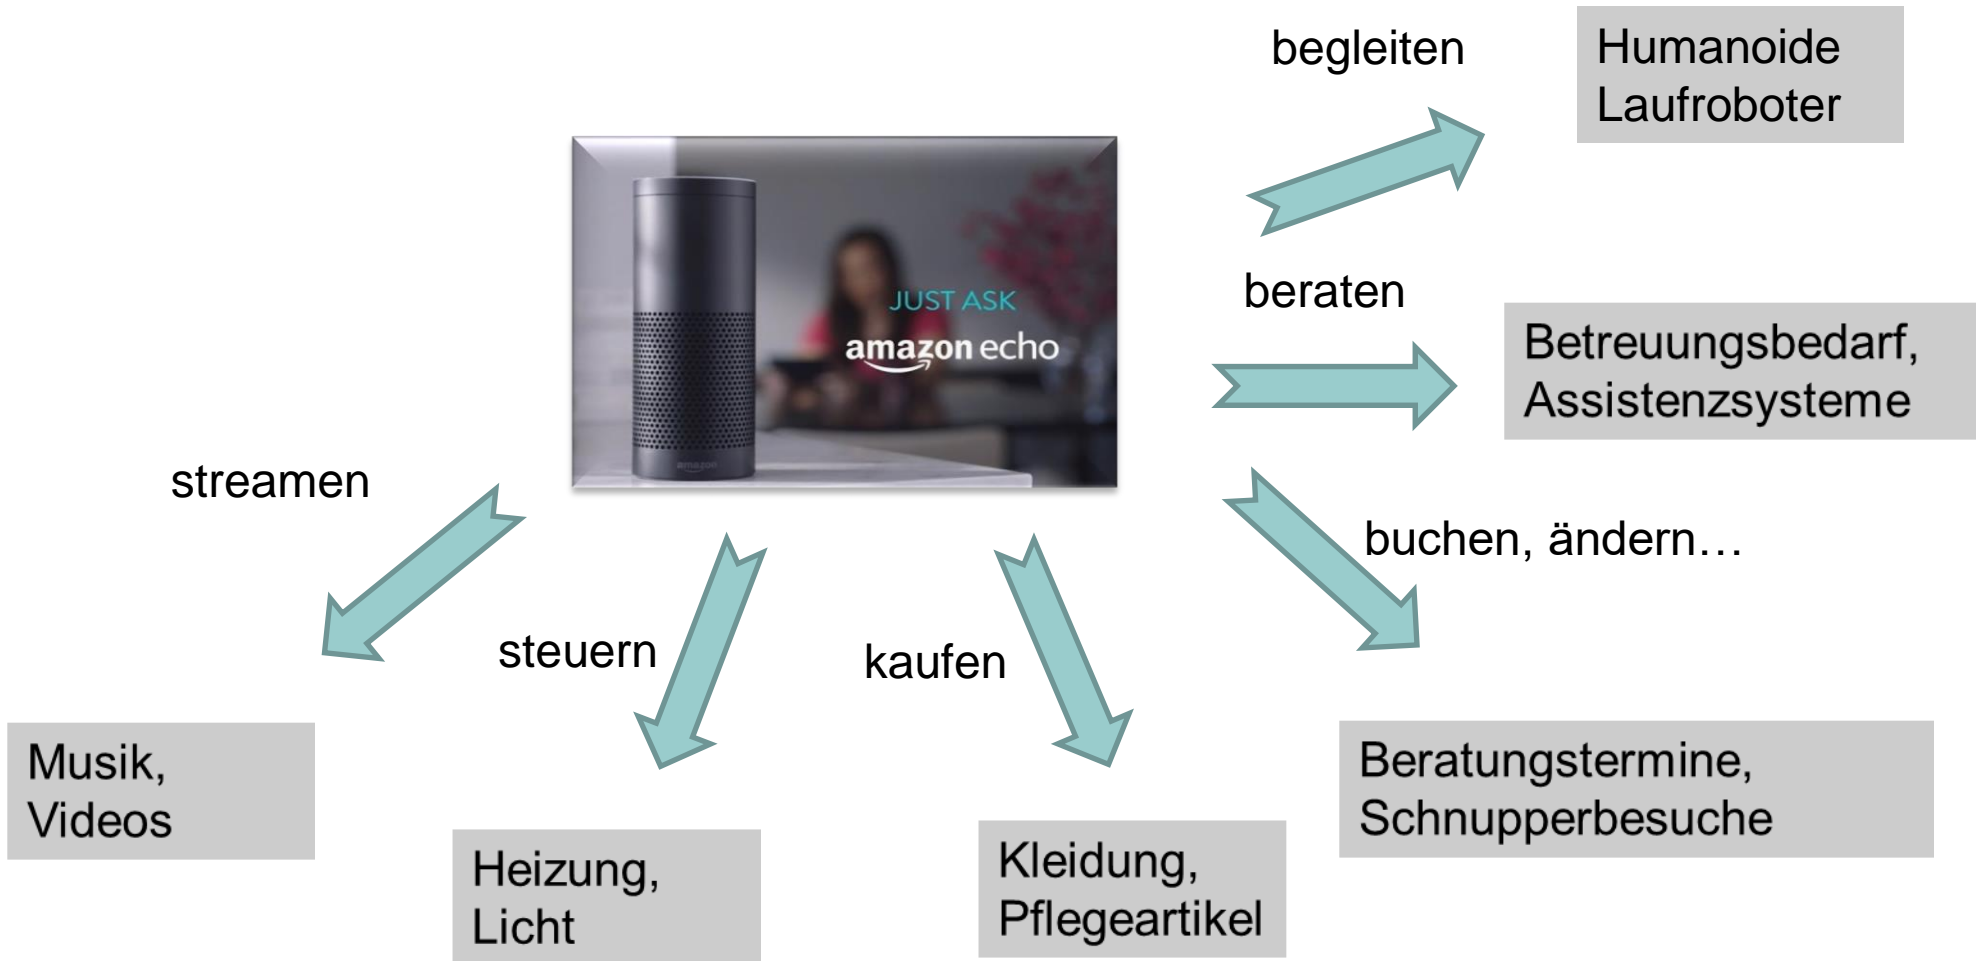 begleiten
Humanoide
Laufroboter
JUST ASK
amazon echo
amazon
beraten
Betreuungsbedarf,
Assistenzsysteme
streamen
buchen, ändern…
steuern
kaufen
Musik,
Videos
Beratungstermine,
Schnupperbesuche
Heizung,
Licht
Kleidung,
Pflegeartikel